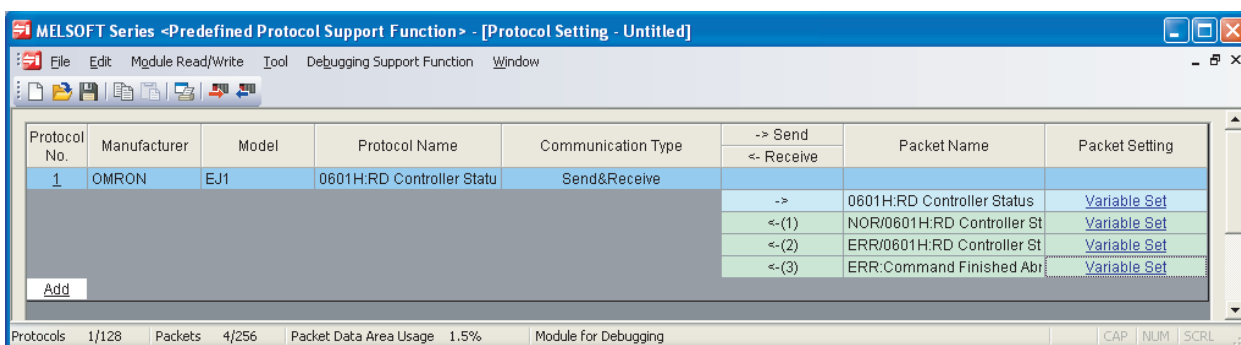 MELSOFT Series <Predefined Protocol Support Function> - [Protocol Setting - Untitled]
File Edit Module Read/Write Tool Debugging Support Function Window
Protocol No. Manufacturer Model Protocol Name Communication Type -> Send <- Receive Packet Name Packet Setting
1 OMRON EJ1 0601H:RD Controller Statu Send&Receive
-> 0601H:RD Controller Status Variable Set
<-(1) NOR/0601H:RD Controller St Variable Set
<-(2) ERR/0601H:RD Controller St Variable Set
<-(3) ERR:Command Finished Abr Variable Set
Add
Protocols 1/128 Packets 4/256 Packet Data Area Usage 1.5% Module for Debugging CAP NUM SCRL